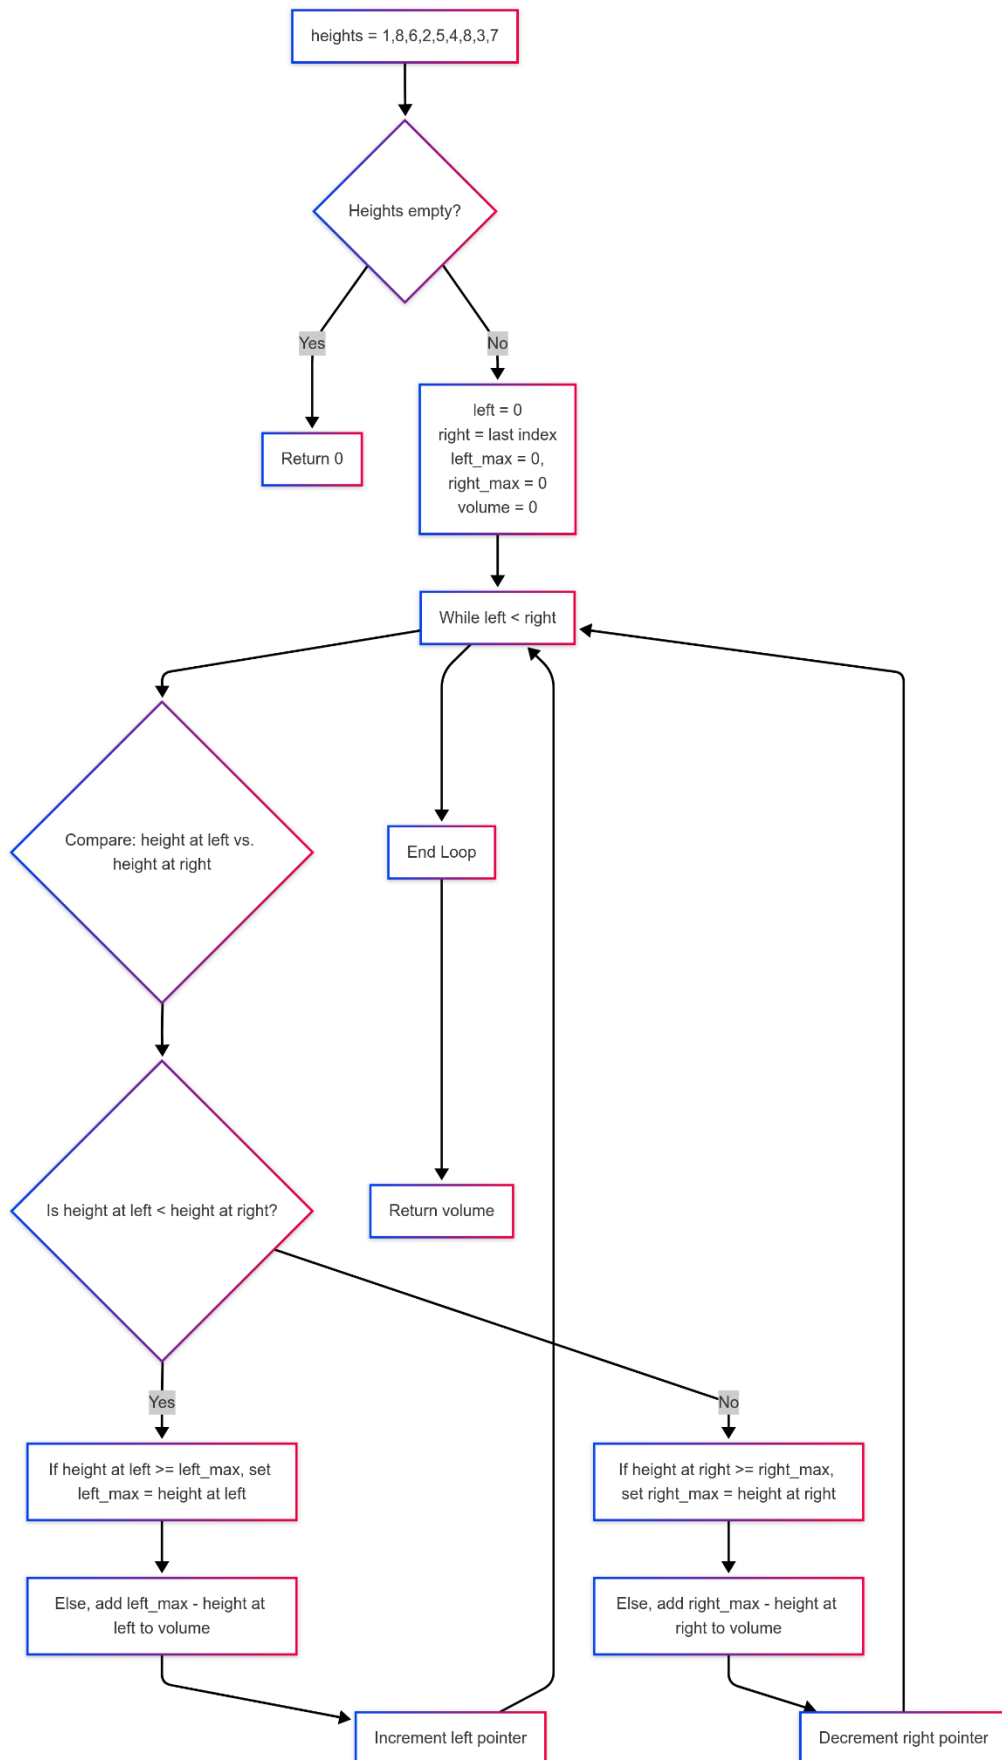 heights = 1,8,6,2,5,4,8,3,7
Heights empty?
Yes
No
Return 0
left = 0
right = last index
left_max = 0,
right_max = 0
volume = 0
While left < right
Compare: height at left vs.
height at right
End Loop
Is height at left < height at right?
Return volume
Yes
No
If height at left >= left_max, set
left_max = height at left
If height at right >= right_max,
set right_max = height at right
Else, add left_max - height at
left to volume
Else, add right_max - height at
right to volume
Increment left pointer
Decrement right pointer